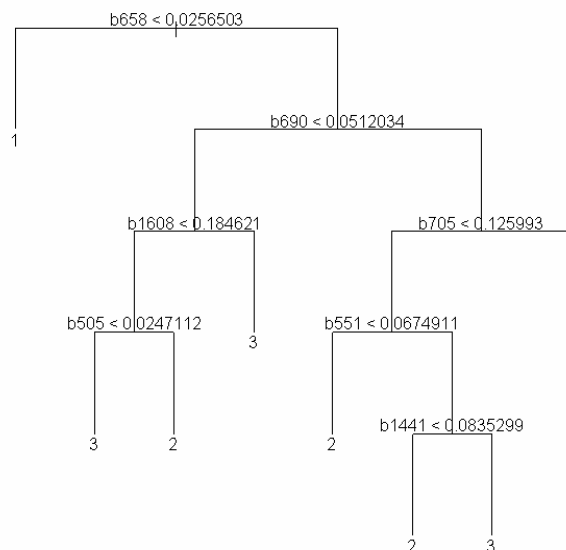 b658 < 0.0256503
1
b690 < 0.0512034
b1608 < 0.184621
b705 < 0.125993
b505 < 0.0247112
3
b551 < 0.0674911
3
2
2
b1441 < 0.0835299
2
3